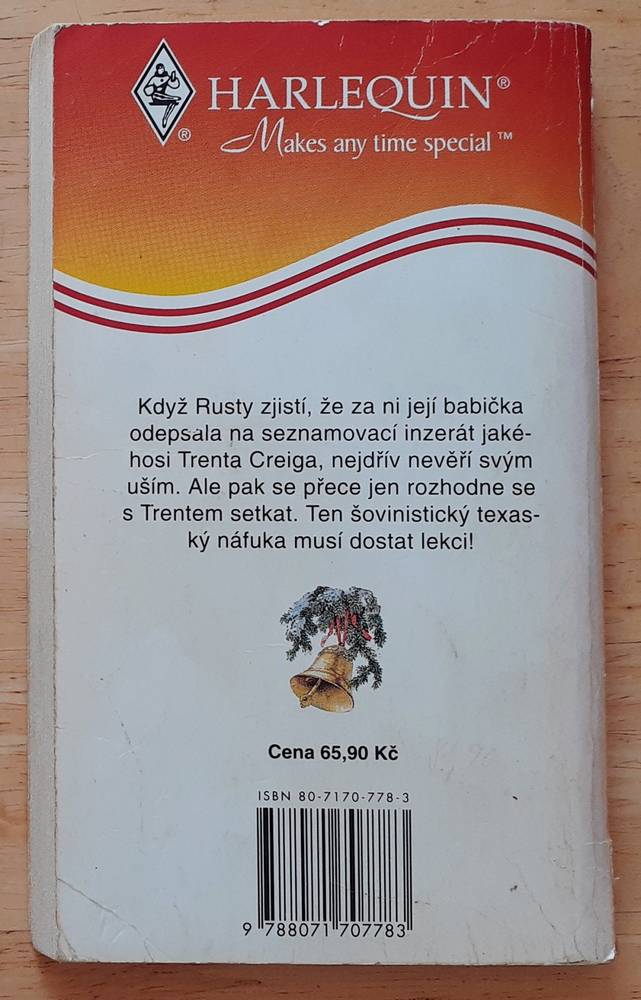 HARLEQUIN®
®
Makes any time special™
Když Rusty zjistí, že za ni její babička
odepsala na seznamovací inzerát jaké-
hosi Trenta Creiga, nejdřív nevěří svým
uším. Ale pak se přece jen rozhodne se
s Trentem setkat. Ten šovinistický texas-
ký náfuka musí dostat lekci!
Cena 65,90 Kč
ISBN 80-7170-778-3
9 788071 707783